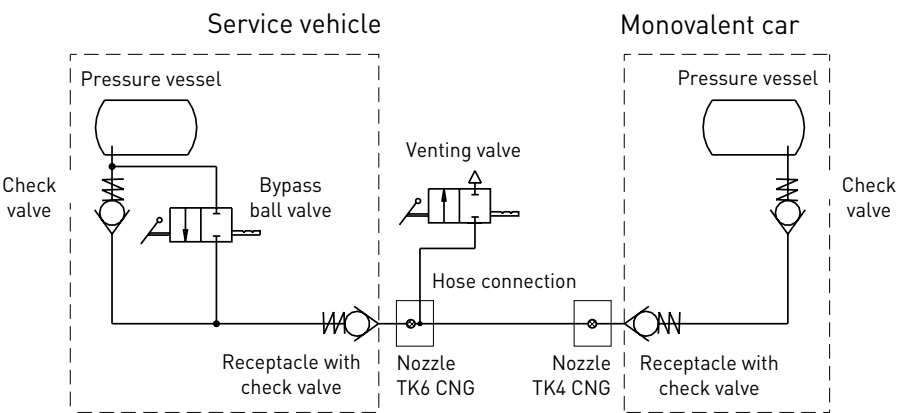 Service vehicle
Monovalent car
Pressure vessel
Pressure vessel
Venting valve
Check
valve
Bypass
ball valve
Check
valve
Hose connection
Receptacle with
check valve
Nozzle
TK6 CNG
Nozzle
TK4 CNG
Receptacle with
check valve